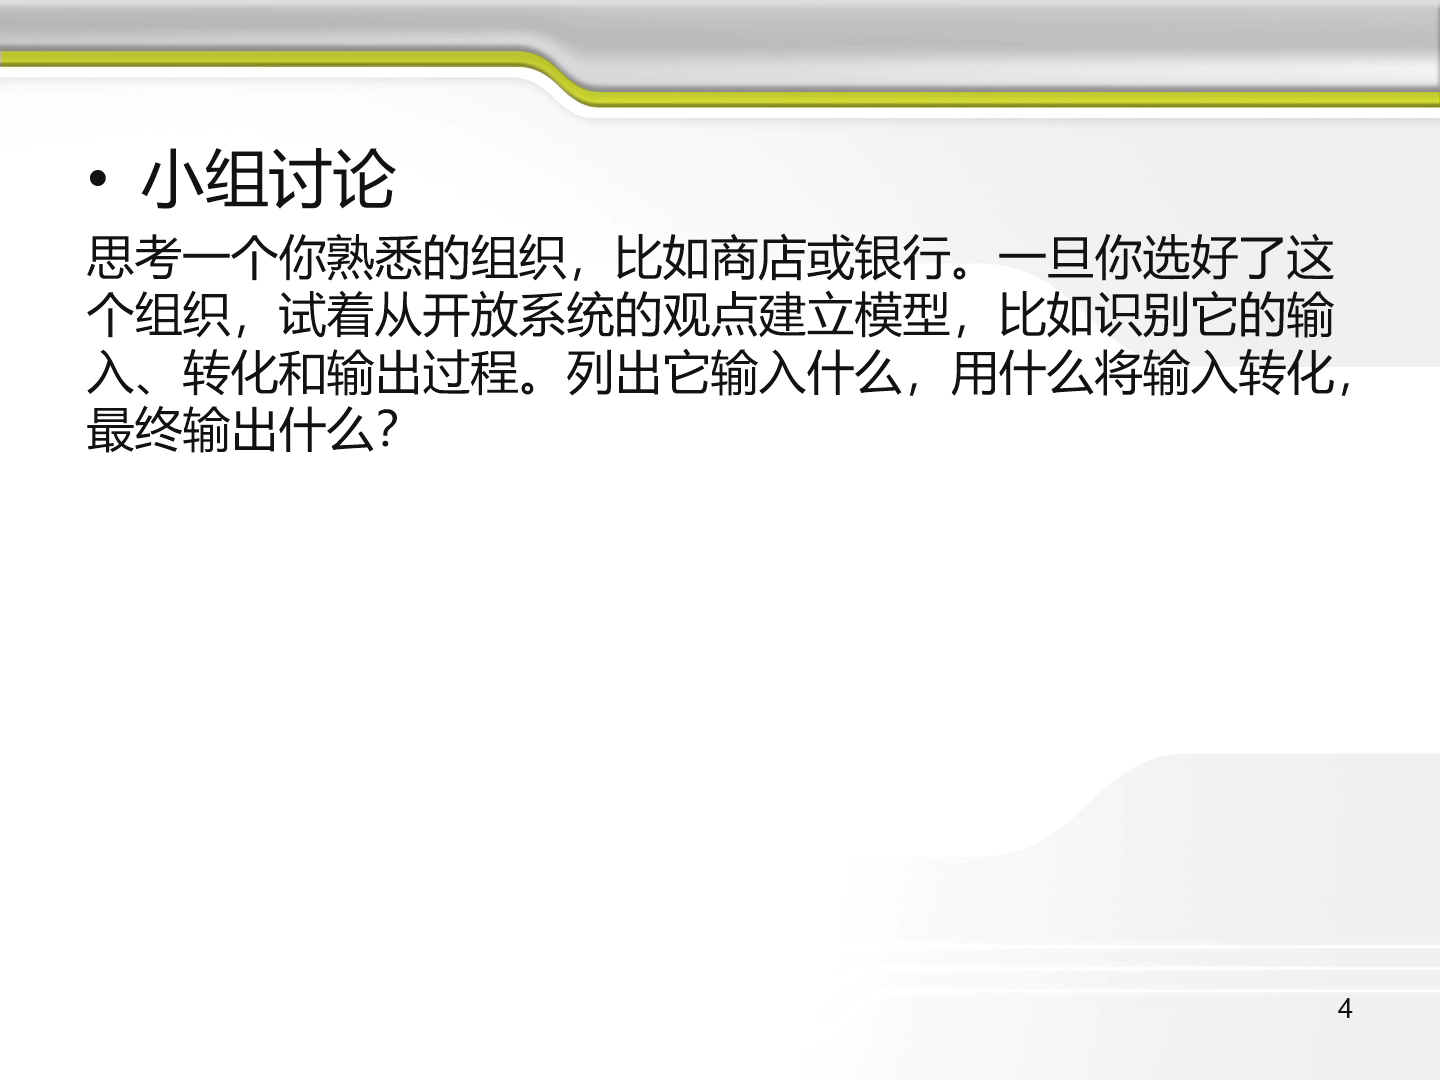 • 小组讨论
思考一个你熟悉的组织，比如商店或银行。一旦你选好了这
个组织，试着从开放系统的观点建立模型，比如识别它的输
入、转化和输出过程。列出它输入什么，用什么将输入转化，
最终输出什么？
4